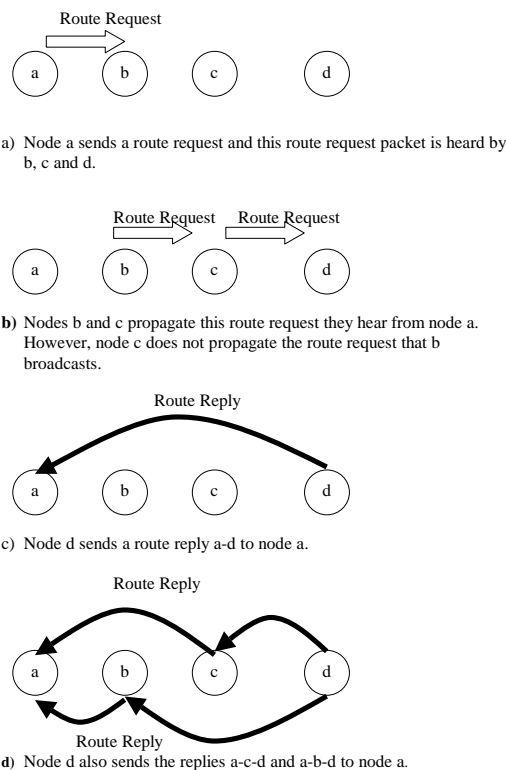 Route Request
a b c d
a) Node a sends a route request and this route request packet is heard by
b, c and d.
Route Request Route Request
a b c d
b) Nodes b and c propagate this route request they hear from node a.
However, node c does not propagate the route request that b
broadcasts.
Route Reply
a b c d
c) Node d sends a route reply a-d to node a.
Route Reply
a b c d
Route Reply
d) Node d also sends the replies a-c-d and a-b-d to node a.